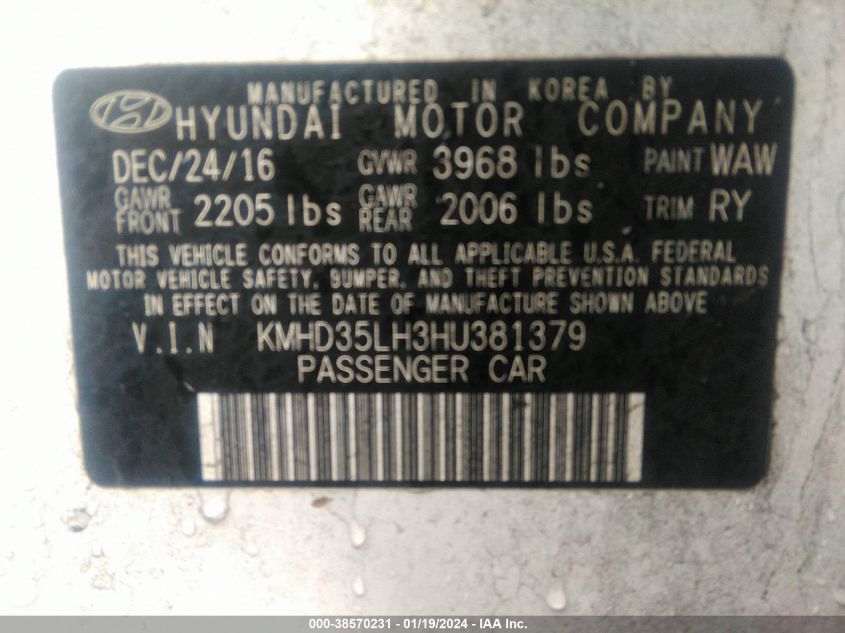 MANUFACTURED IN KOREA BY
HYUNDAI MOTOR COMPANY
DEC/24/16 GVWR 3968 lbs PAINT WAW
GAWR FRONT 2205 lbs GAWR REAR 2006 lbs TRIM RY
THIS VEHICLE CONFORMS TO ALL APPLICABLE U.S.A. FEDERAL
MOTOR VEHICLE SAFETY, BUMPER, AND THEFT PREVENTION STANDARDS
IN EFFECT ON THE DATE OF MANUFACTURE SHOWN ABOVE
V.I.N KMHD35LH3HU381379
PASSENGER CAR
000-38570231 - 01/19/2024 - IAA Inc.